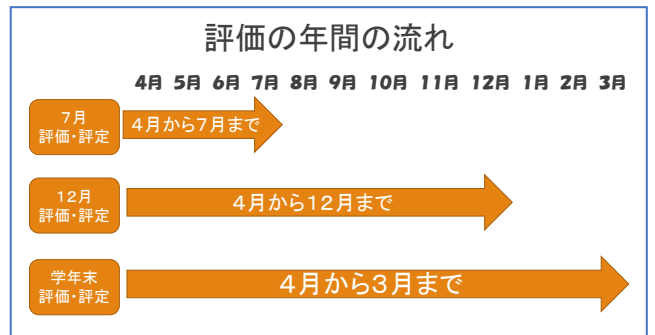 評価の年間の流れ
4月 5月 6月 7月 8月 9月 10月 11月 12月 1月 2月 3月
7月
評価・評定
4月から7月まで
12月
評価・評定
4月から12月まで
学年末
評価・評定
4月から3月まで